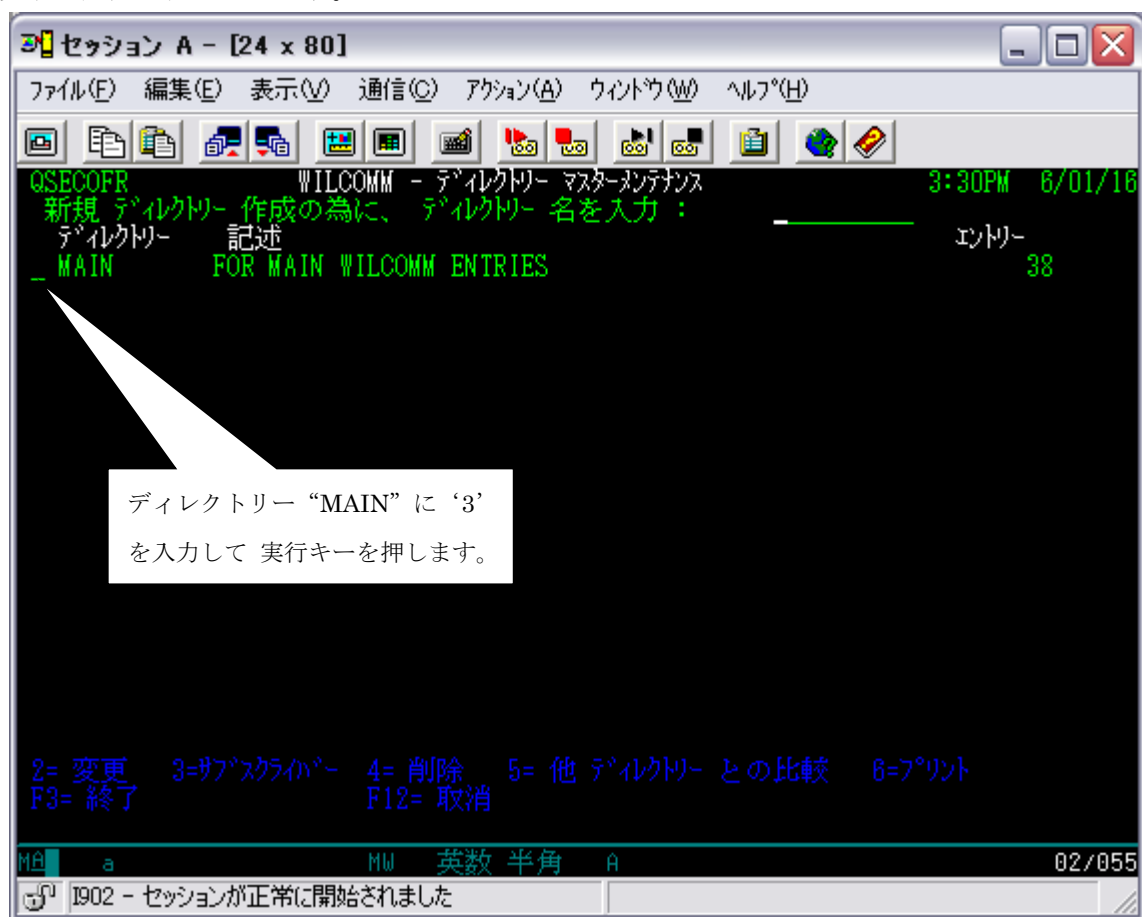 セッション A - [24 x 80]
ファイル(F) 編集(E) 表示(V) 通信(C) アクション(A) ウィンドウ(W) ヘルプ(H)
QSECOFR WILCOMM - ディレクトリー マスターメンテナンス 3:30PM 6/01/16
新規 ディレクトリー 作成の為に、 ディレクトリー 名を入力 :
ディレクトリー 記述 エントリー
_ MAIN FOR MAIN WILCOMM ENTRIES 38
ディレクトリー “MAIN” に ‘3’
を入力して 実行キーを押します。
2= 変更 3=サブスクライバー 4= 削除 5= 他 ディレクトリー との比較 6=プリント
F3= 終了 F12= 取消
MA a MW 英数 半角 A 02/055
I902 - セッションが正常に開始されました